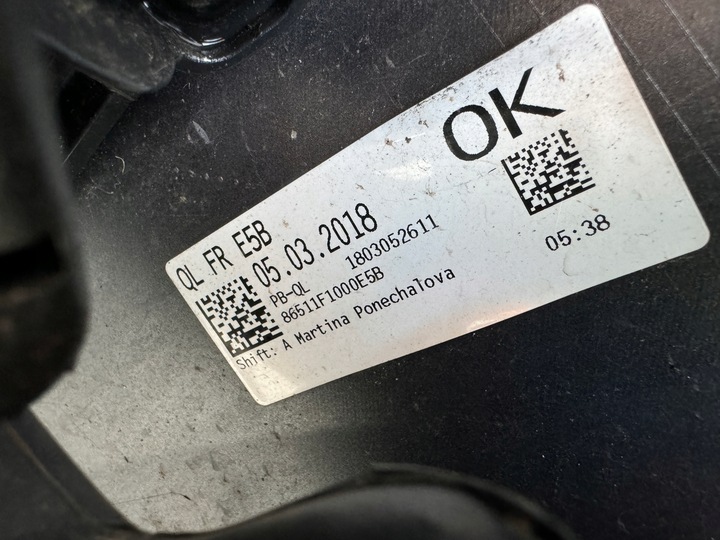 OK
QL FR E5B
05.03.2018
PB-QL 1803052611
86511F1000E5B
05:38
Shift: A Martina Ponechalova